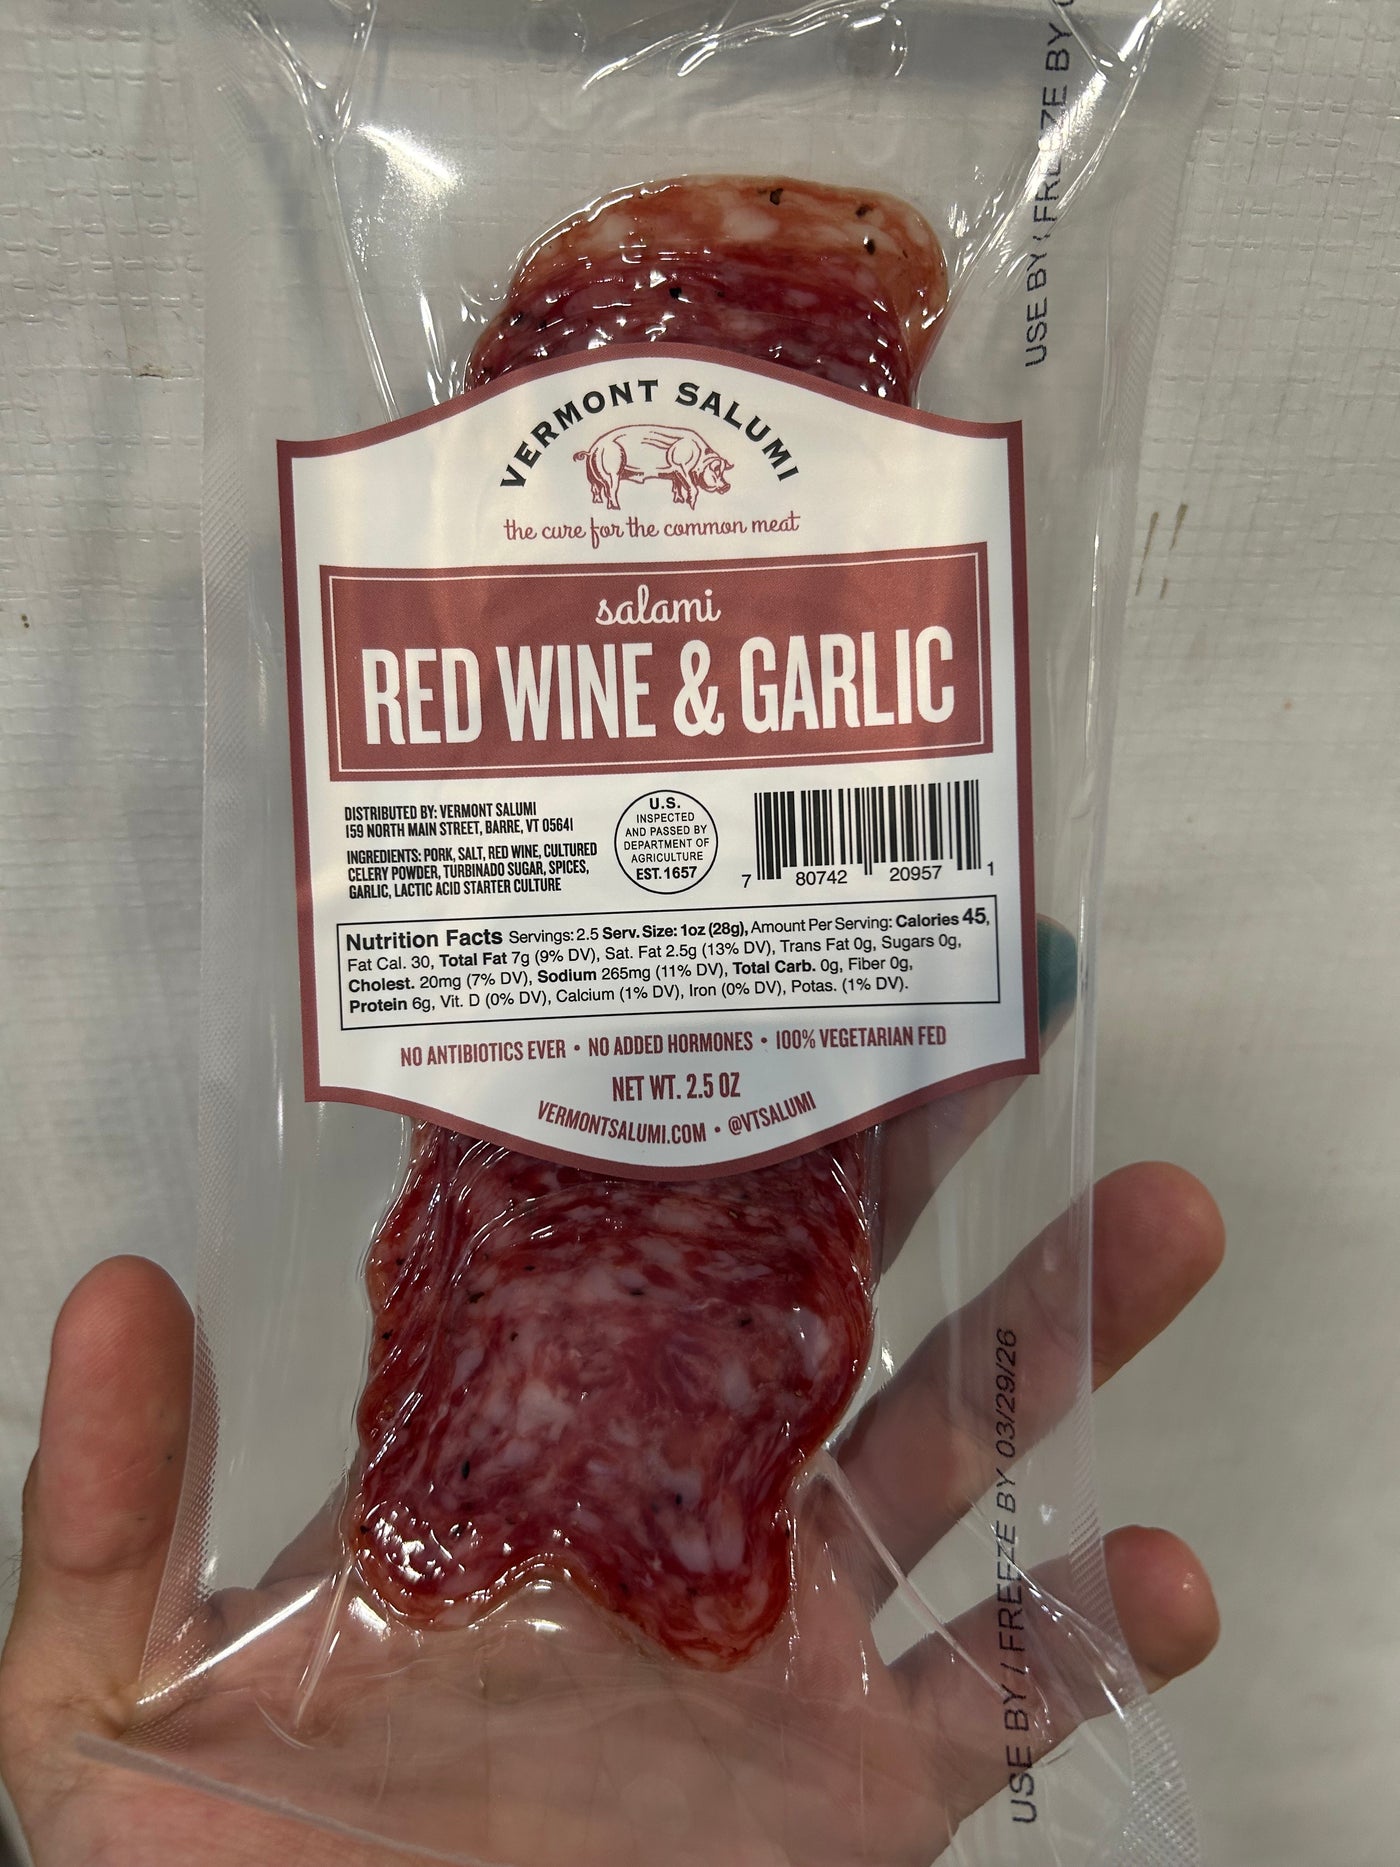 USE BY / FREEZE BY
VERMONT SALUMI
the cure for the common meat
salami
RED WINE & GARLIC
DISTRIBUTED BY: VERMONT SALUMI
159 NORTH MAIN STREET, BARRE, VT 05641
INGREDIENTS: PORK, SALT, RED WINE, CULTURED
CELERY POWDER, TURBINADO SUGAR, SPICES,
GARLIC, LACTIC ACID STARTER CULTURE
U.S.
INSPECTED
AND PASSED BY
DEPARTMENT OF
AGRICULTURE
EST. 1657
7 80742 20957 1
Nutrition Facts Servings: 2.5 Serv. Size: 1oz (28g), Amount Per Serving: Calories 45,
Fat Cal. 30, Total Fat 7g (9% DV), Sat. Fat 2.5g (13% DV), Trans Fat 0g, Sugars 0g,
Cholest. 20mg (7% DV), Sodium 265mg (11% DV), Total Carb. 0g, Fiber 0g,
Protein 6g, Vit. D (0% DV), Calcium (1% DV), Iron (0% DV), Potas. (1% DV).
NO ANTIBIOTICS EVER • NO ADDED HORMONES • 100% VEGETARIAN FED
NET WT. 2.5 OZ
VERMONTSALUMI.COM • @VTSALUMI
USE BY / FREEZE BY 03/29/26